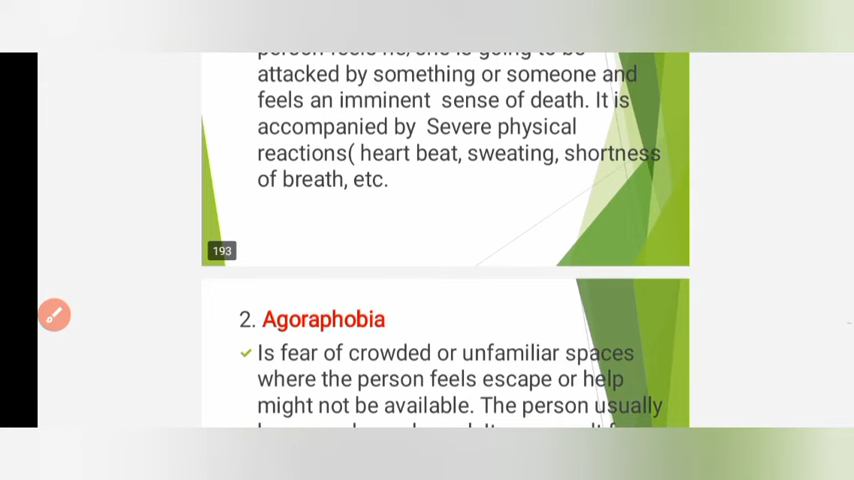 attacked by something or someone and
feels an imminent sense of death. It is
accompanied by Severe physical
reactions( heart beat, sweating, shortness
of breath, etc.
193
2. Agoraphobia
Is fear of crowded or unfamiliar spaces
where the person feels escape or help
might not be available. The person usually